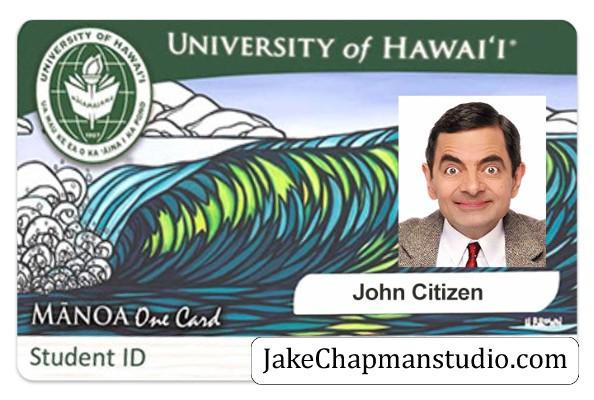 UNIVERSITY of HAWAI‘I®
UNIVERSITY OF HAWAI‘I
MĀLAMALAMA
1907
UA MAU KE EA O KA ‘ĀINA I KA PONO
John Citizen
MĀNOA One Card
Student ID
JakeChapmanstudio.com